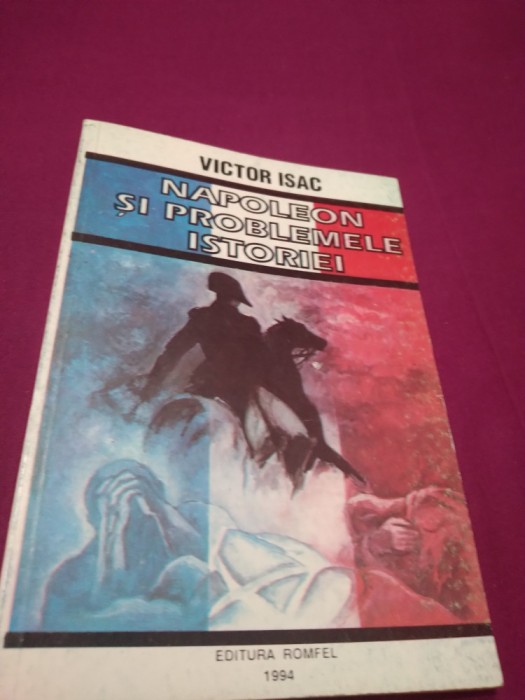 VICTOR ISAC
NAPOLEON
ȘI PROBLEMELE
ISTORIEI
EDITURA ROMFEL
1994